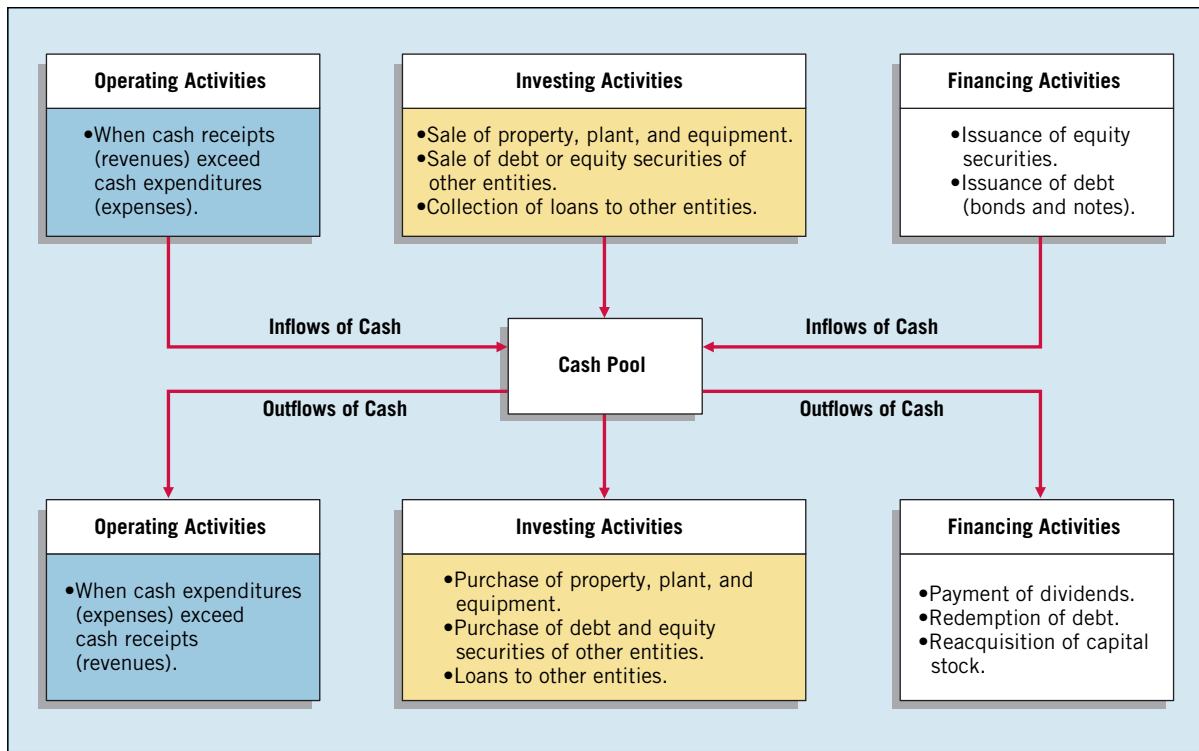 Operating Activities
•When cash receipts
(revenues) exceed
cash expenditures
(expenses).
Investing Activities
•Sale of property, plant, and equipment.
•Sale of debt or equity securities of
other entities.
•Collection of loans to other entities.
Financing Activities
•Issuance of equity
securities.
•Issuance of debt
(bonds and notes).
Inflows of Cash
Inflows of Cash
Cash Pool
Outflows of Cash
Outflows of Cash
Operating Activities
•When cash expenditures
(expenses) exceed
cash receipts
(revenues).
Investing Activities
•Purchase of property, plant, and
equipment.
•Purchase of debt and equity
securities of other entities.
•Loans to other entities.
Financing Activities
•Payment of dividends.
•Redemption of debt.
•Reacquisition of capital
stock.